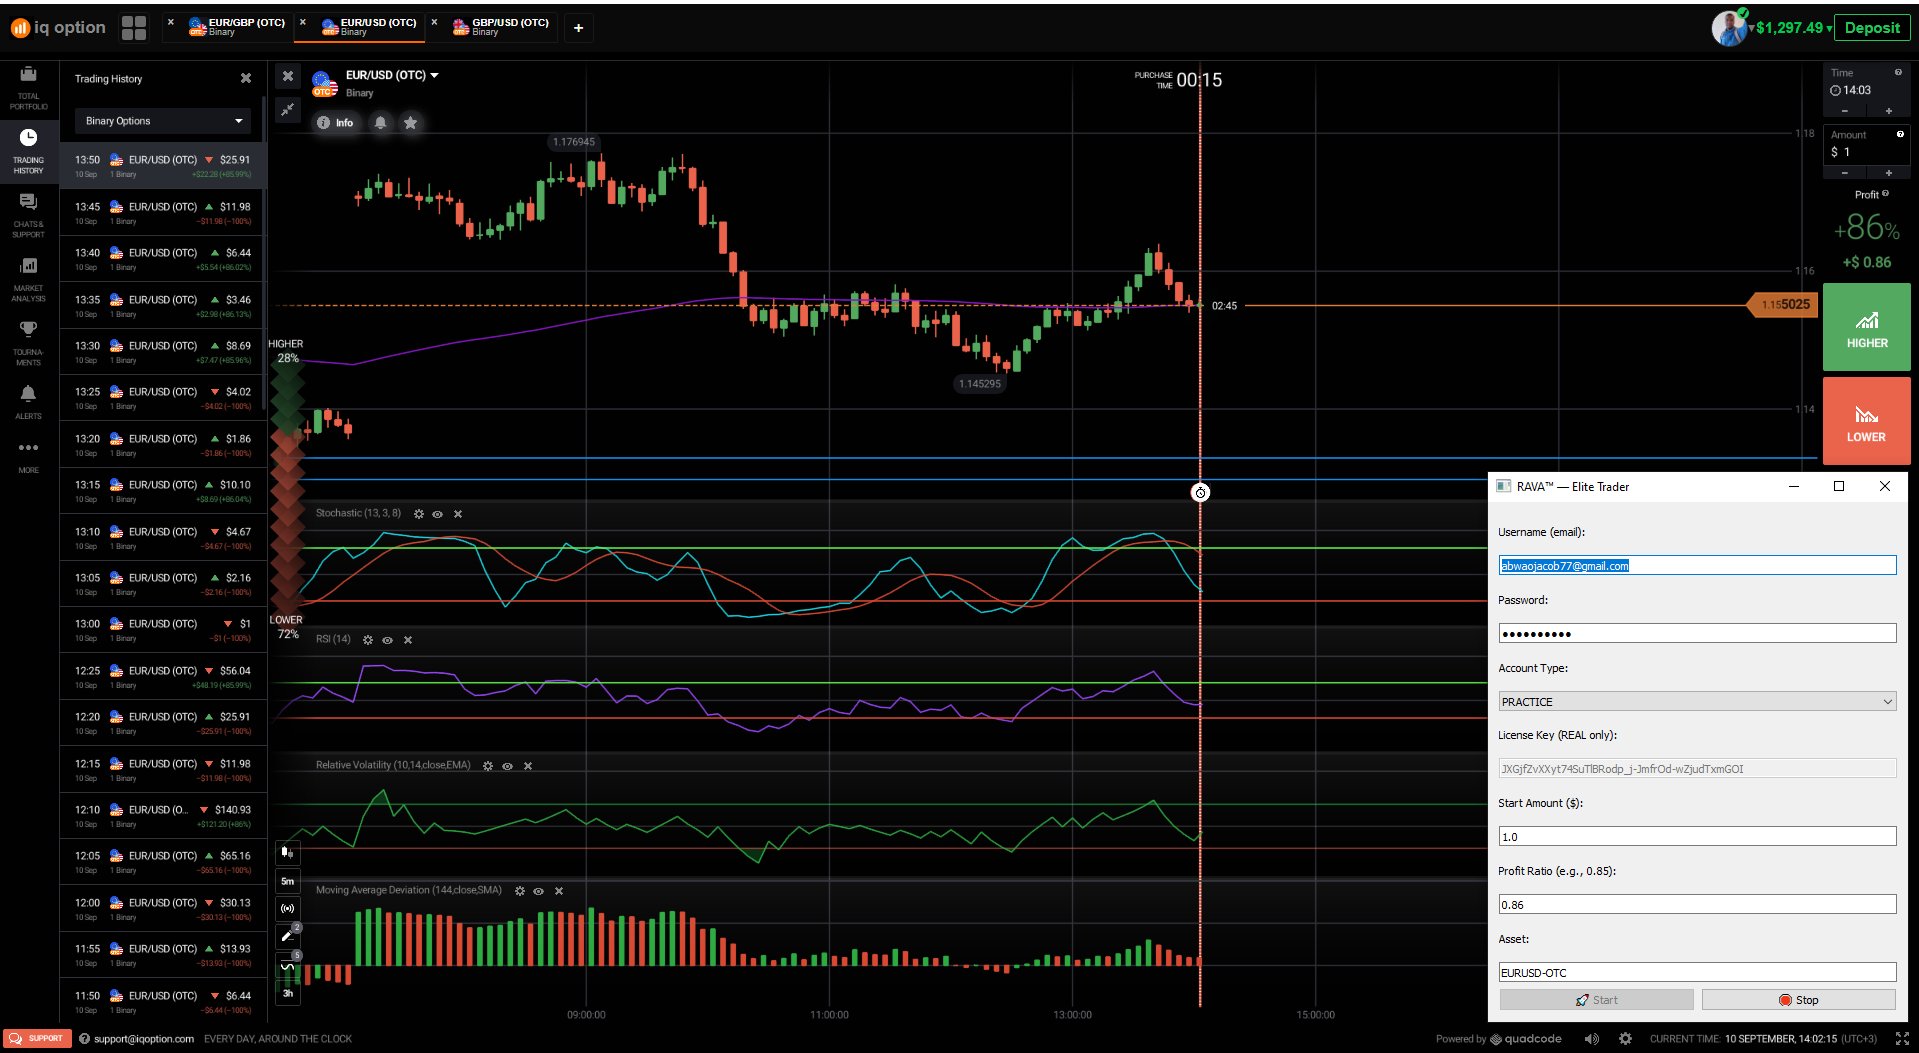 iq option
EUR/GBP (OTC)
Binary
EUR/USD (OTC)
Binary
GBP/USD (OTC)
Binary
+
$1,297.49
Deposit
TOTAL
PORTFOLIO
TRADING
HISTORY
CHATS &
SUPPORT
MARKET
ANALYSIS
TOURNA-
MENTS
ALERTS
MORE
Trading History
Binary Options
13:50 EUR/USD (OTC) $25.91
10 Sep 1 Binary +$22.28 (+85.99%)
13:45 EUR/USD (OTC) $11.98
10 Sep 1 Binary −$11.98 (−100%)
13:40 EUR/USD (OTC) $6.44
10 Sep 1 Binary +$5.54 (+86.02%)
13:35 EUR/USD (OTC) $3.46
10 Sep 1 Binary +$2.98 (+86.13%)
13:30 EUR/USD (OTC) $8.69
10 Sep 1 Binary +$7.47 (+85.96%)
13:25 EUR/USD (OTC) $4.02
10 Sep 1 Binary −$4.02 (−100%)
13:20 EUR/USD (OTC) $1.86
10 Sep 1 Binary −$1.86 (−100%)
13:15 EUR/USD (OTC) $10.10
10 Sep 1 Binary +$8.69 (+86.04%)
13:10 EUR/USD (OTC) $4.67
10 Sep 1 Binary −$4.67 (−100%)
13:05 EUR/USD (OTC) $2.16
10 Sep 1 Binary −$2.16 (−100%)
13:00 EUR/USD (OTC) $1
10 Sep 1 Binary −$1 (−100%)
12:25 EUR/USD (OTC) $56.04
10 Sep 1 Binary +$48.19 (+85.99%)
12:20 EUR/USD (OTC) $25.91
10 Sep 1 Binary −$25.91 (−100%)
12:15 EUR/USD (OTC) $11.98
10 Sep 1 Binary −$11.98 (−100%)
12:10 EUR/USD (O... $140.93
10 Sep 1 Binary +$121.20 (+86%)
12:05 EUR/USD (OTC) $65.16
10 Sep 1 Binary −$65.16 (−100%)
12:00 EUR/USD (OTC) $30.13
10 Sep 1 Binary −$30.13 (−100%)
11:55 EUR/USD (OTC) $13.93
10 Sep 1 Binary −$13.93 (−100%)
11:50 EUR/USD (OTC) $6.44
10 Sep 1 Binary −$6.44 (−100%)
OTC
EUR/USD (OTC)
Binary
Info
PURCHASE
TIME
00:15
1.176945
1.145295
02:45
1.18
1.16
1.155025
1.14
HIGHER
28%
LOWER
72%
Stochastic (13, 3, 8)
RSI (14)
Relative Volatility (10,14,close,EMA)
Moving Average Deviation (144,close,SMA)
5m
2
5
3h
09:00:00
11:00:00
13:00:00
15:00:00
Time
14:03
− +
Amount
$ 1
− +
Profit
+86%
+$ 0.86
HIGHER
LOWER
RAVA™ — Elite Trader
Username (email):
abwaojacob77@gmail.com
Password:
Account Type:
PRACTICE
License Key (REAL only):
JXGjfZvXXyt74SuTlBRodp_j-JmfrOd-wZjudTxmGOI
Start Amount ($):
1.0
Profit Ratio (e.g., 0.85):
0.86
Asset:
EURUSD-OTC
Start
Stop
SUPPORT
support@iqoption.com
EVERY DAY, AROUND THE CLOCK
Powered by quadcode
CURRENT TIME: 10 SEPTEMBER, 14:02:15 (UTC+3)